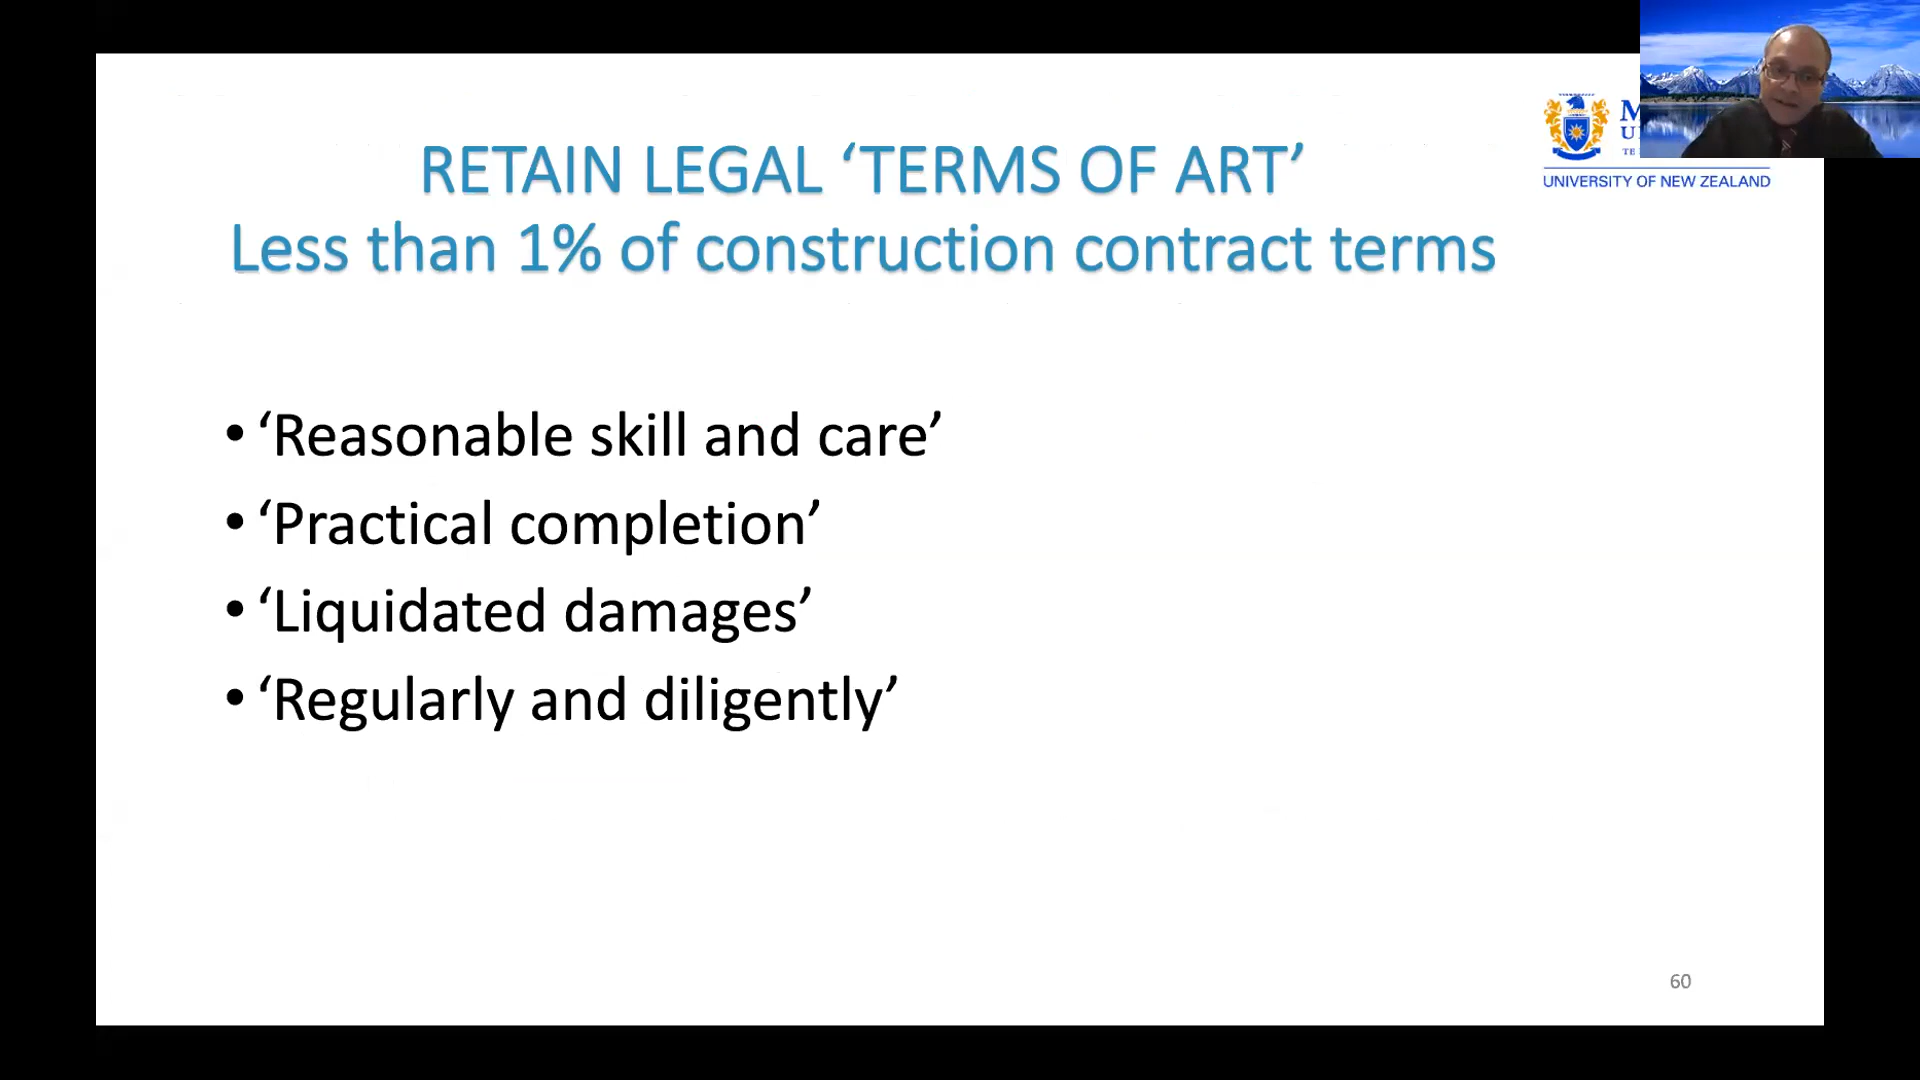 RETAIN LEGAL ‘TERMS OF ART’
Less than 1% of construction contract terms
UNIVERSITY OF NEW ZEALAND
• ‘Reasonable skill and care’
• ‘Practical completion’
• ‘Liquidated damages’
• ‘Regularly and diligently’
60